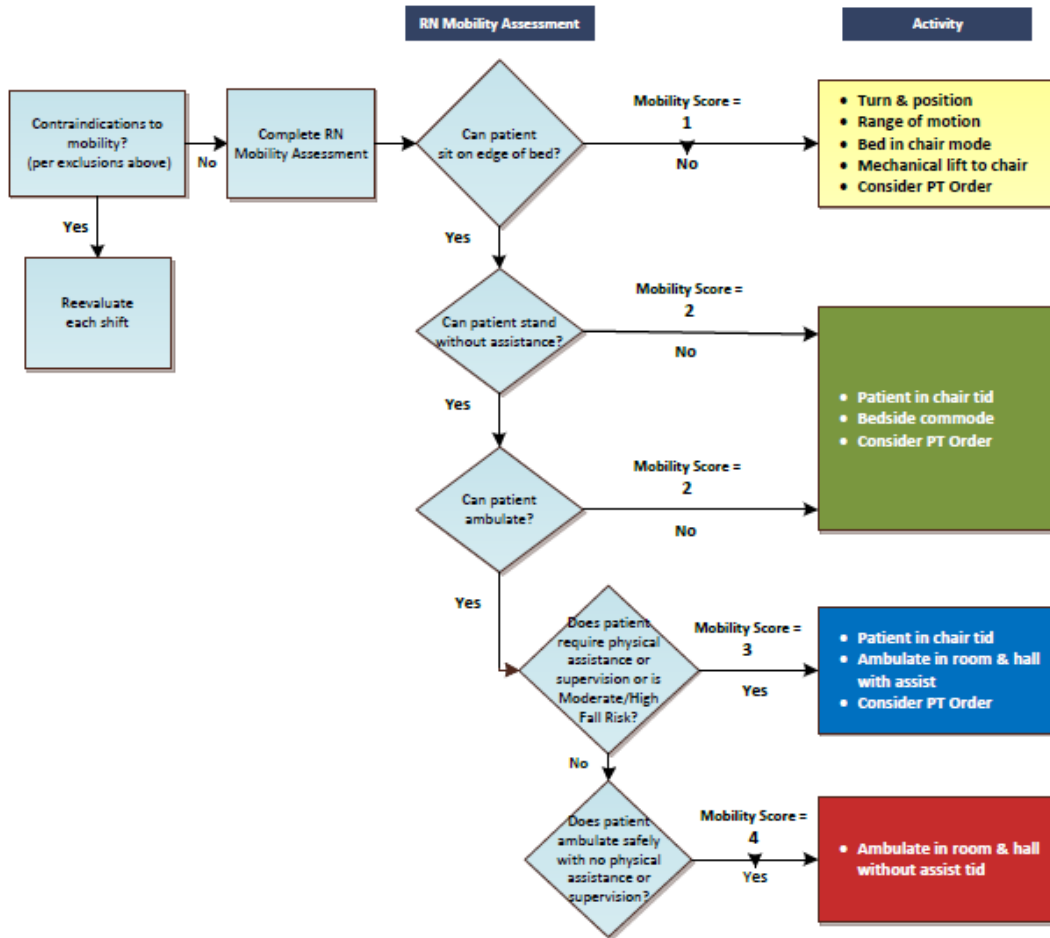 RN Mobility Assessment
Activity
Contraindications to
mobility?
(per exclusions above)
No
Complete RN
Mobility Assessment
Can patient
sit on edge of bed?
Mobility Score =
1
No
• Turn & position
• Range of motion
• Bed in chair mode
• Mechanical lift to chair
• Consider PT Order
Yes
Reevaluate
each shift
Yes
Can patient stand
without assistance?
Mobility Score =
2
No
• Patient in chair tid
• Bedside commode
• Consider PT Order
Yes
Can patient
ambulate?
Mobility Score =
2
No
Yes
Does patient
require physical
assistance or
supervision or is
Moderate/High
Fall Risk?
Mobility Score =
3
Yes
• Patient in chair tid
• Ambulate in room & hall
with assist
• Consider PT Order
No
Does patient
ambulate safely
with no physical
assistance or
supervision?
Mobility Score =
4
Yes
• Ambulate in room & hall
without assist tid